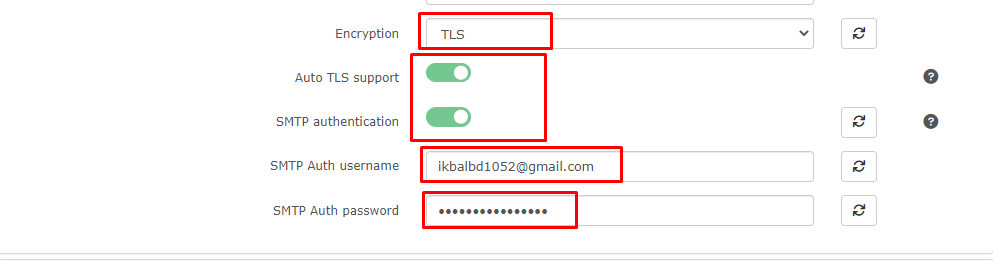 Encryption TLS
Auto TLS support ?
SMTP authentication ?
SMTP Auth username ikbalbd1052@gmail.com
SMTP Auth password ••••••••••••••••